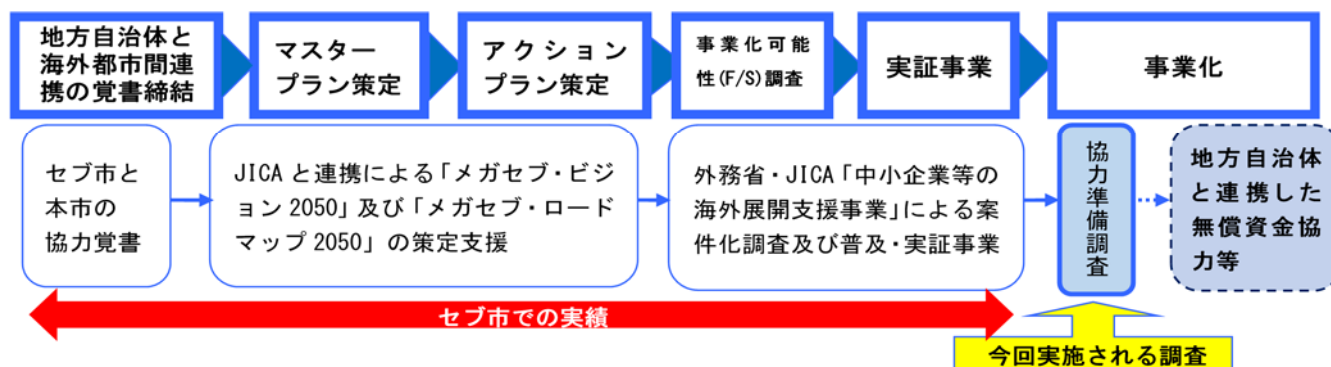 地方自治体と
海外都市間連
携の覚書締結
マスター
プラン策定
アクション
プラン策定
事業化可能
性(F/S)調査
実証事業
事業化
セブ市と
本市の
協力覚書
JICAと連携による「メガセブ・ビジ
ョン2050」及び「メガセブ・ロード
マップ2050」の策定支援
外務省・JICA「中小企業等の
海外展開支援事業」による案
件化調査及び普及・実証事業
協力準備調査
地方自治体
と連携した
無償資金協
力等
セブ市での実績
今回実施される調査